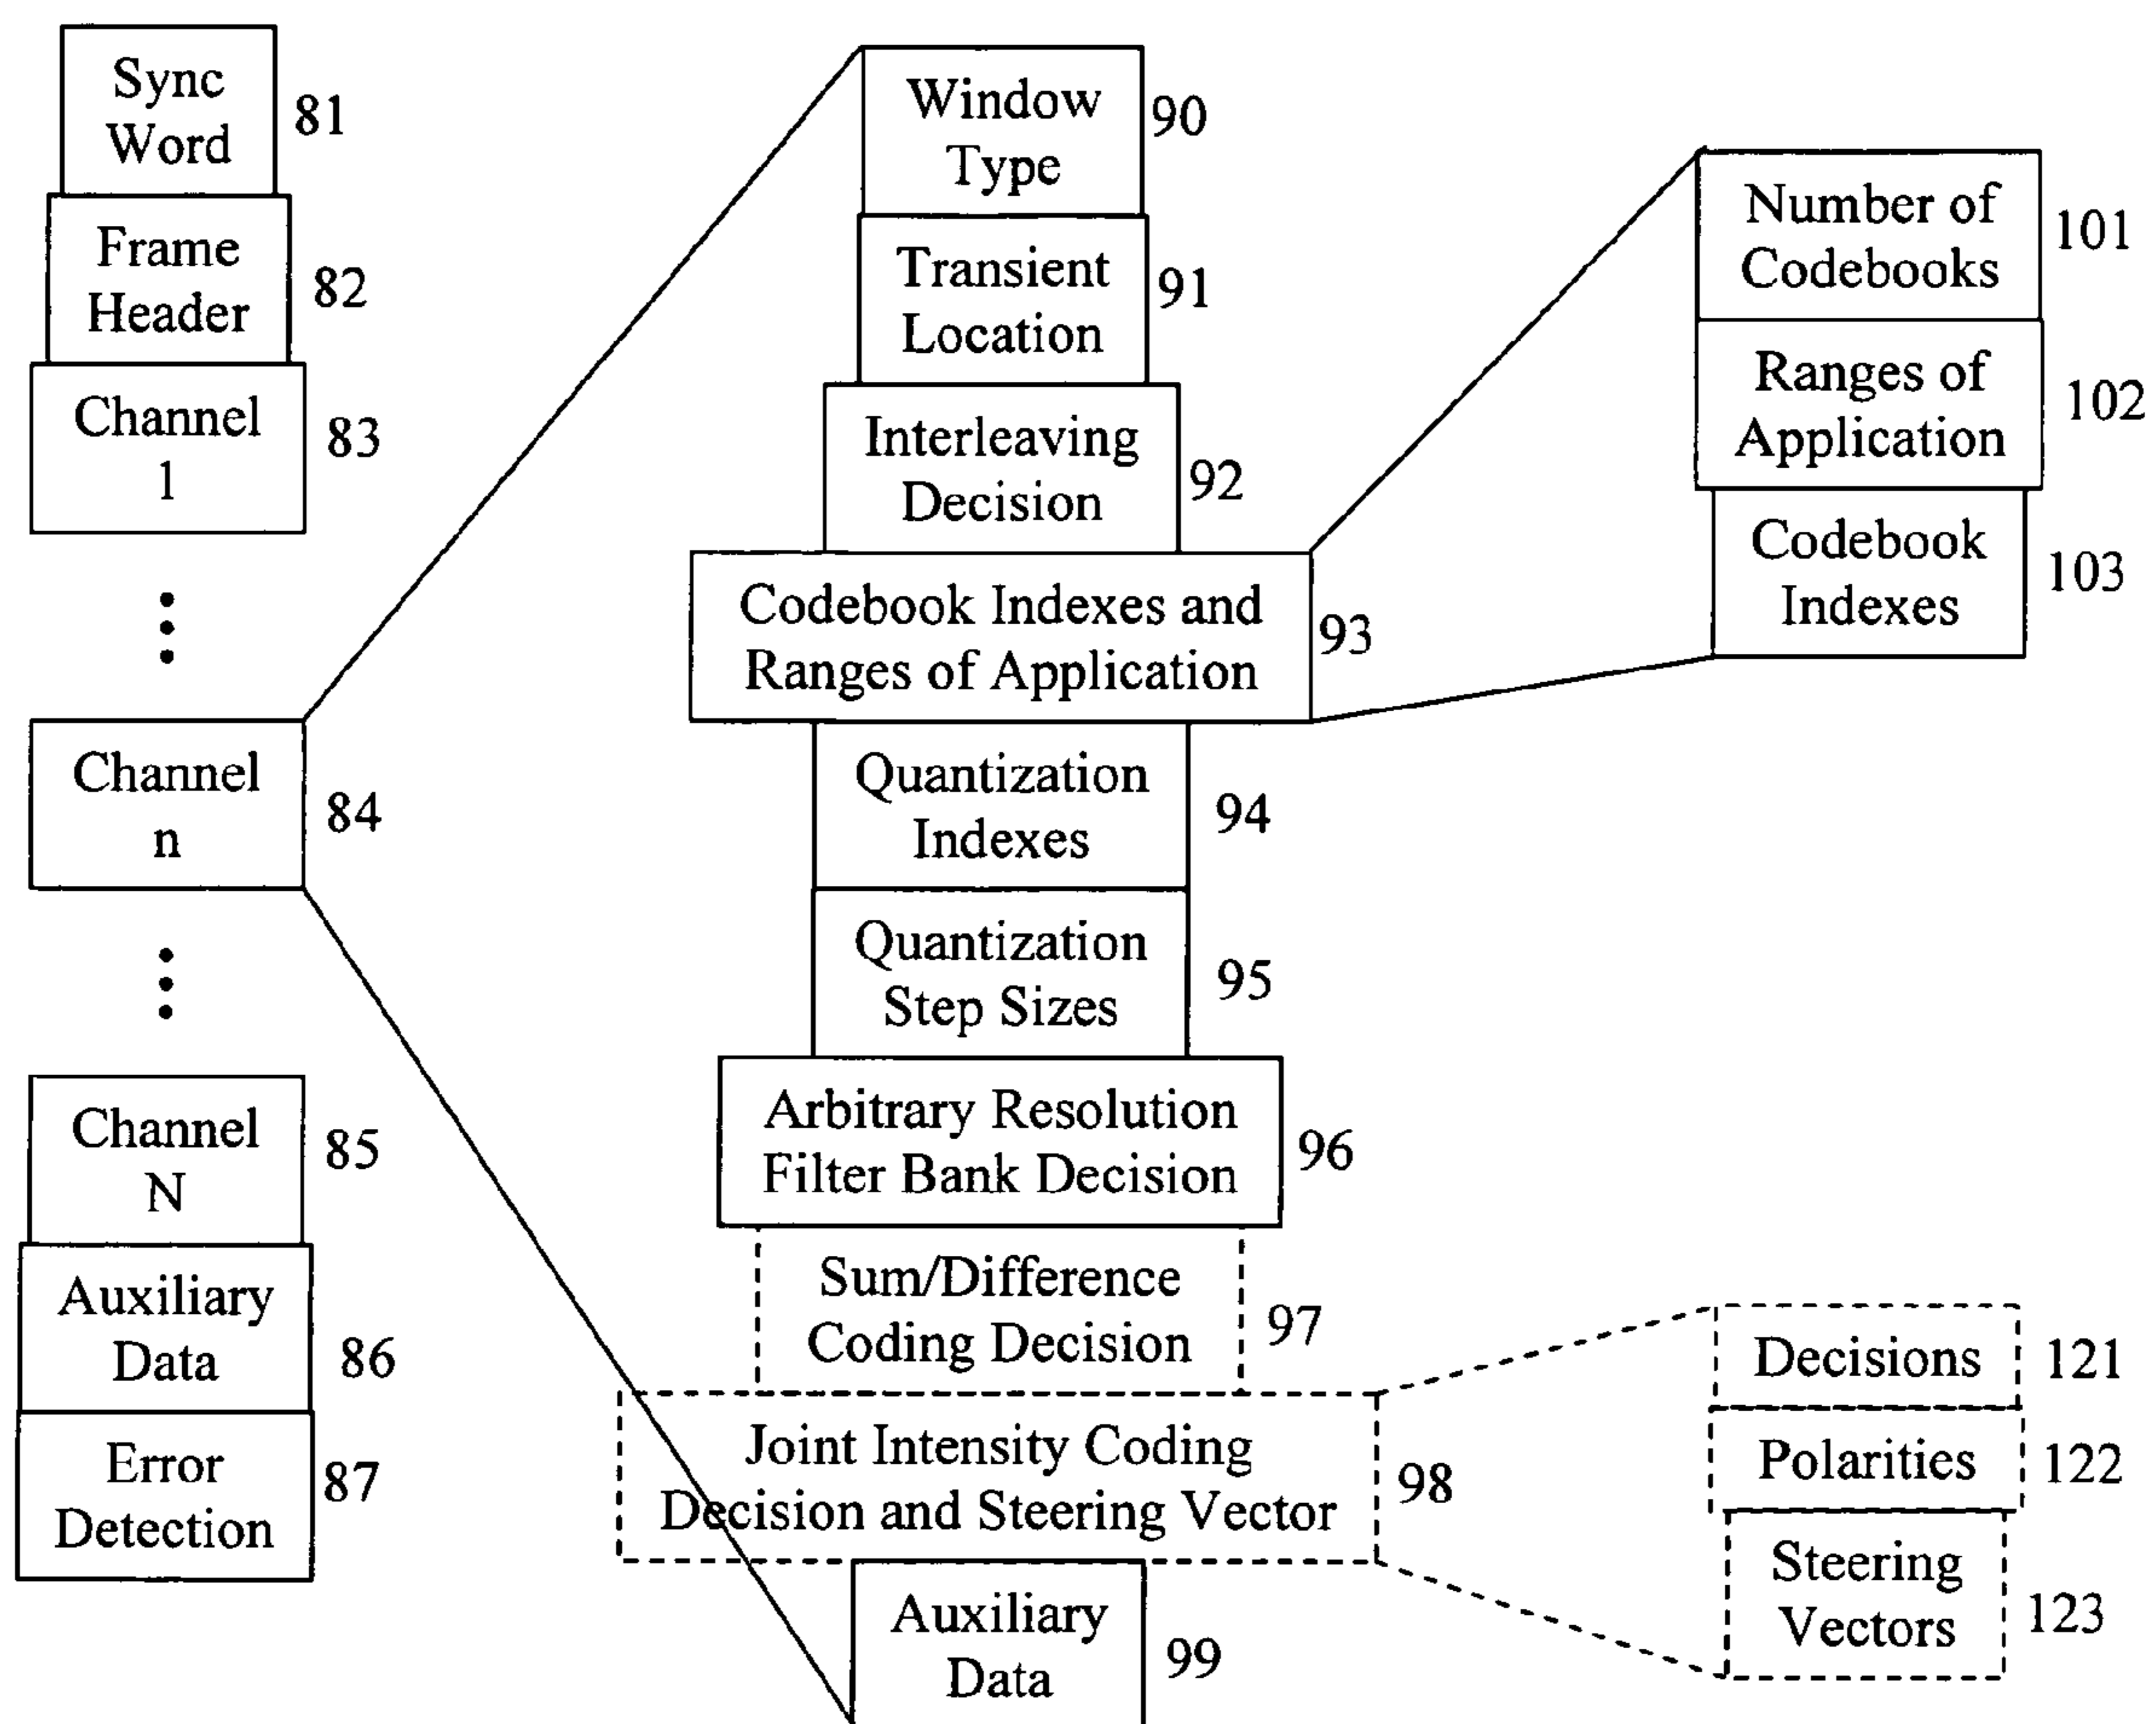 Sync
Word
81
Frame
Header
82
Channel
1
83
Channel
n
84
Channel
N
85
Auxiliary
Data
86
Error
Detection
87
Window
Type
90
Transient
Location
91
Interleaving
Decision
92
Codebook Indexes and
Ranges of Application
93
Quantization
Indexes
94
Quantization
Step Sizes
95
Arbitrary Resolution
Filter Bank Decision
96
Sum/Difference
Coding Decision
97
Joint Intensity Coding
Decision and Steering Vector
98
Auxiliary
Data
99
Number of
Codebooks
101
Ranges of
Application
102
Codebook
Indexes
103
Decisions
121
Polarities
122
Steering
Vectors
123